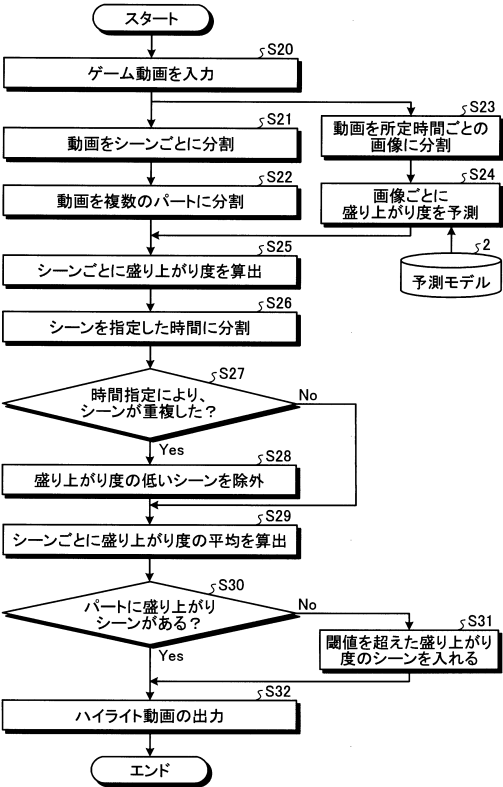 スタート
S20
ゲーム動画を入力
S21
動画をシーンごとに分割
S23
動画を所定時間ごとの
画像に分割
S22
動画を複数のパートに分割
S24
画像ごとに
盛り上がり度を予測
2
予測モデル
S25
シーンごとに盛り上がり度を算出
S26
シーンを指定した時間に分割
S27
時間指定により、
シーンが重複した?
No
Yes
S28
盛り上がり度の低いシーンを除外
S29
シーンごとに盛り上がり度の平均を算出
S30
パートに盛り上がり
シーンがある?
No
Yes
S31
閾値を超えた盛り上がり
度のシーンを入れる
S32
ハイライト動画の出力
エンド